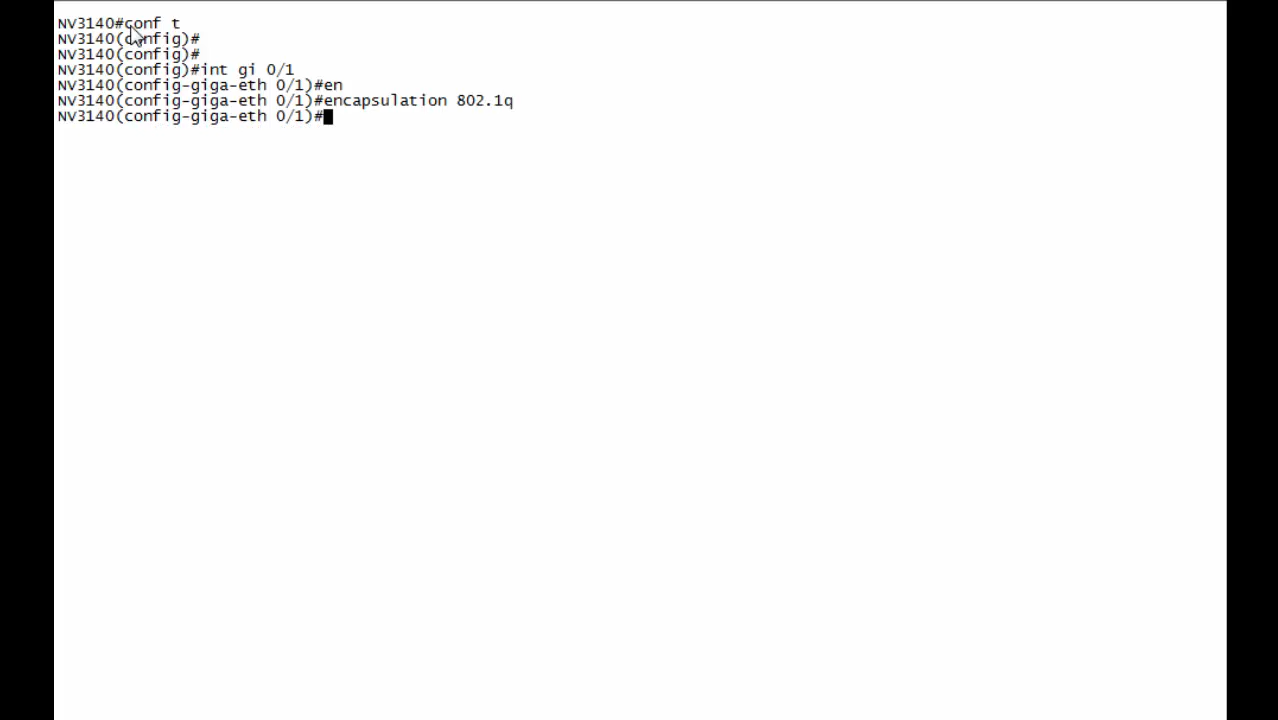 NV3140#conf t
NV3140(config)#
NV3140(config)#
NV3140(config)#int gi 0/1
NV3140(config-giga-eth 0/1)#en
NV3140(config-giga-eth 0/1)#encapsulation 802.1q
NV3140(config-giga-eth 0/1)#